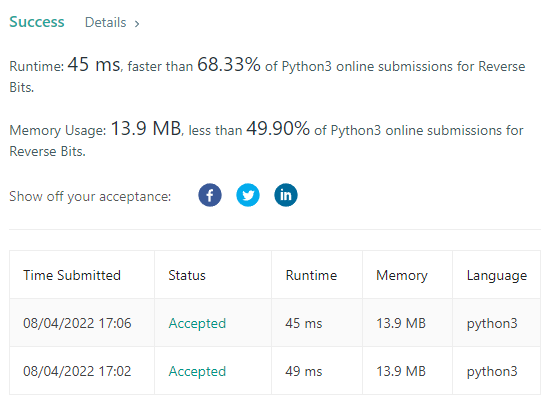 Success Details >
Runtime: 45 ms, faster than 68.33% of Python3 online submissions for Reverse
Bits.
Memory Usage: 13.9 MB, less than 49.90% of Python3 online submissions for
Reverse Bits.
Show off your acceptance: f in
Time Submitted Status Runtime Memory Language
08/04/2022 17:06 Accepted 45 ms 13.9 MB python3
08/04/2022 17:02 Accepted 49 ms 13.9 MB python3